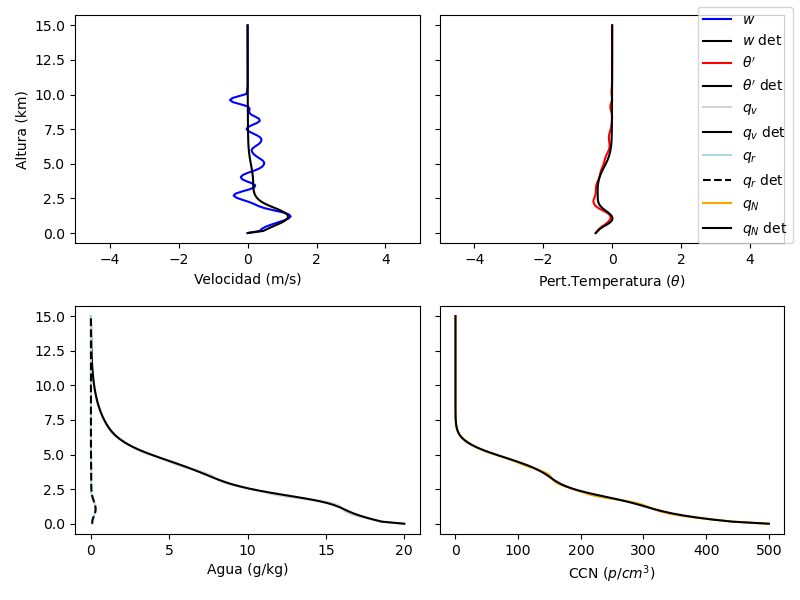 15.0
12.5
10.0
7.5
5.0
2.5
0.0
Altura (km)
−4 −2 0 2 4
Velocidad (m/s)
−4 −2 0 2 4
Pert.Temperatura (θ)
w
w det
θ′
θ′ det
q_v
q_v det
q_r
q_r det
q_N
q_N det
15.0
12.5
10.0
7.5
5.0
2.5
0.0
0 5 10 15 20
Agua (g/kg)
0 100 200 300 400 500
CCN (p/cm³)